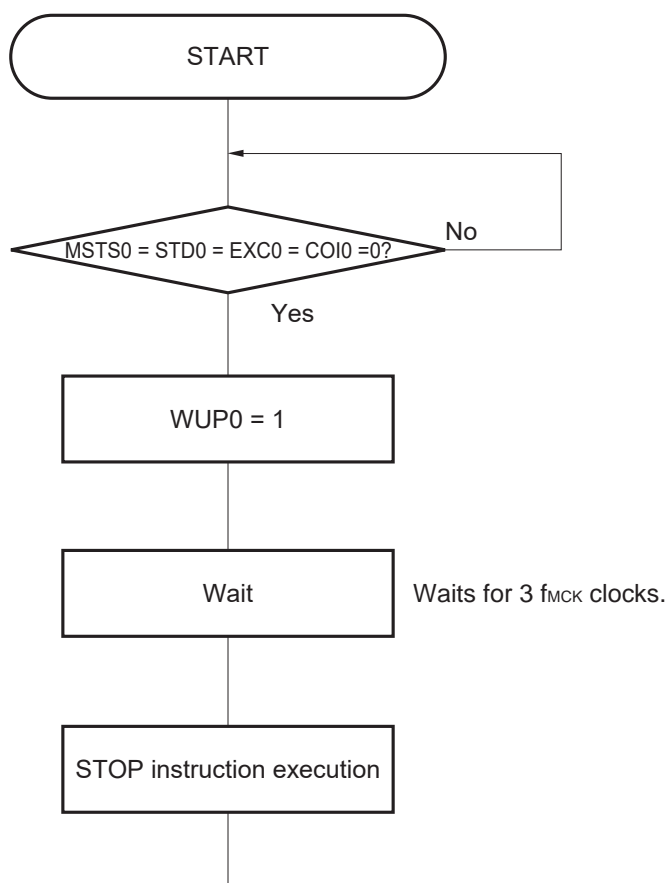 START
MSTS0 = STD0 = EXC0 = COI0 =0?
No
Yes
WUP0 = 1
Wait
Waits for 3 fMCK clocks.
STOP instruction execution